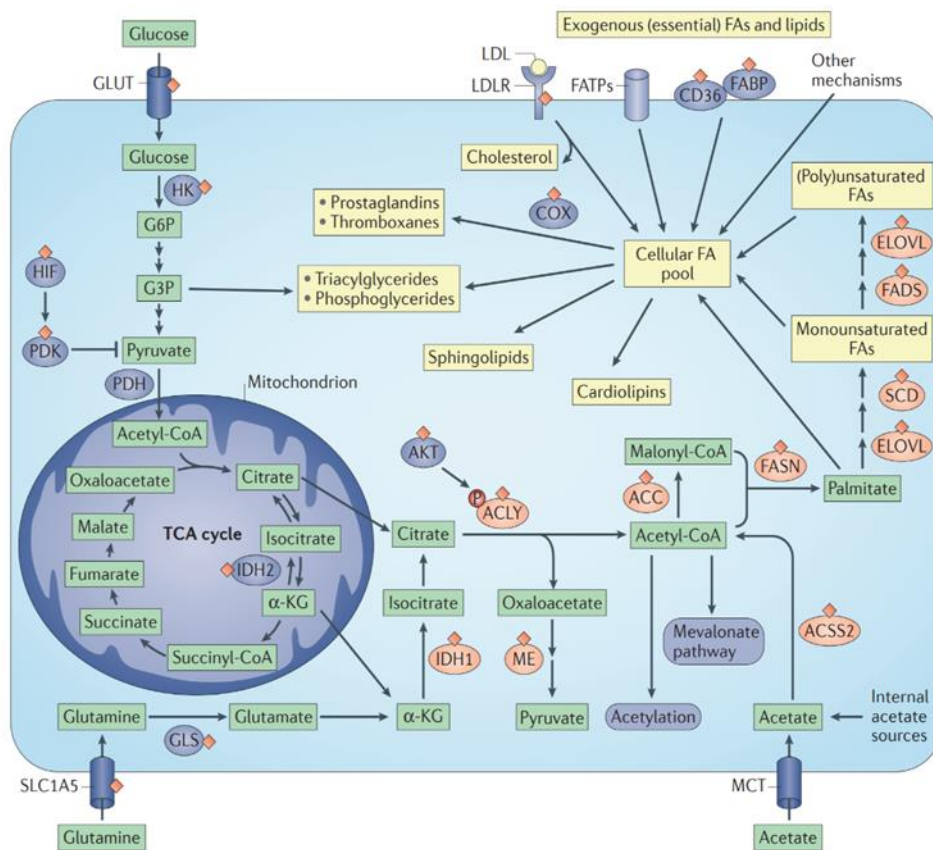 Glucose
GLUT
Glucose
HK
G6P
HIF
G3P
PDK
Pyruvate
PDH
Mitochondrion
Acetyl-CoA
Oxaloacetate
Citrate
Malate
TCA cycle
Isocitrate
IDH2
Fumarate
α-KG
Succinate
Succinyl-CoA
Glutamine
GLS
Glutamate
α-KG
SLC1A5
Glutamine
Exogenous (essential) FAs and lipids
LDL
LDLR
FATPs
CD36
FABP
Other
mechanisms
Cholesterol
COX
• Prostaglandins
• Thromboxanes
• Triacylglycerides
• Phosphoglycerides
Cellular FA
pool
Sphingolipids
Cardiolipins
(Poly)unsaturated
FAs
ELOVL
FADS
Monounsaturated
FAs
SCD
ELOVL
Palmitate
AKT
P
ACLY
Malonyl-CoA
FASN
ACC
Citrate
Acetyl-CoA
Isocitrate
Oxaloacetate
IDH1
ME
Mevalonate
pathway
ACSS2
Pyruvate
Acetylation
Acetate
Internal
acetate
sources
MCT
Acetate